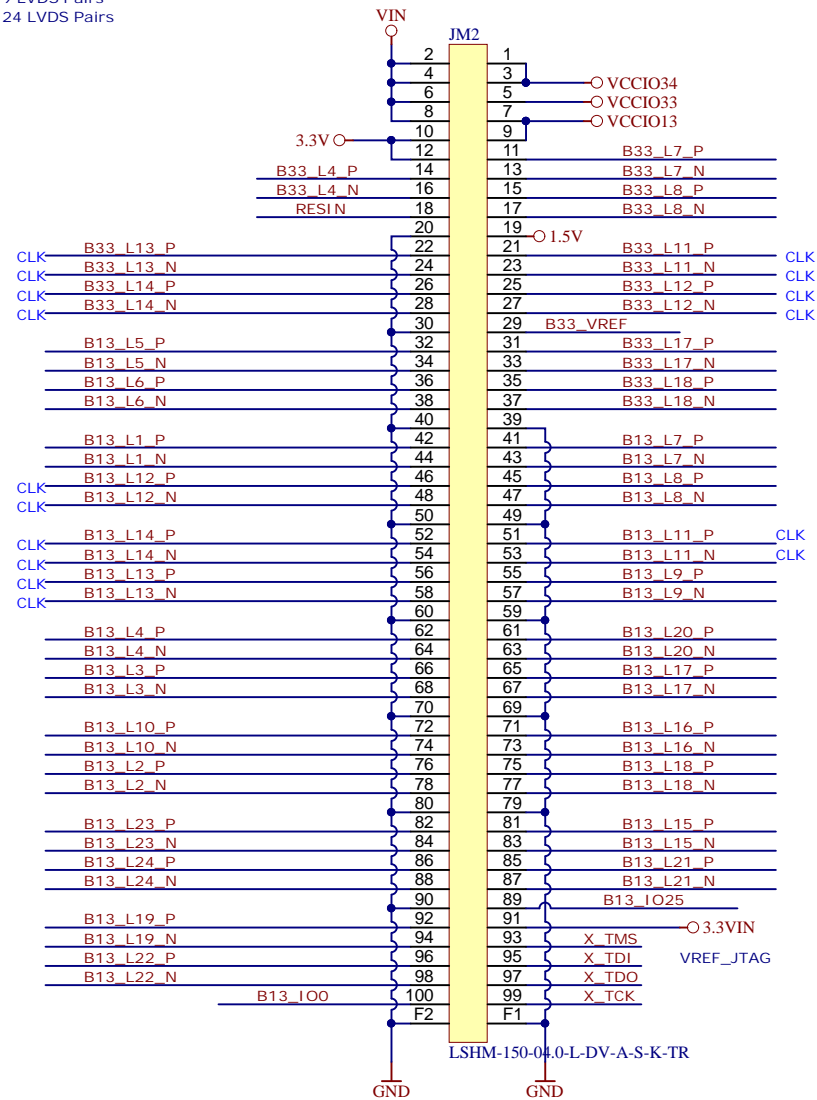 24 LVDS Pairs
VIN
JM2
2 1
4 3 VCCIO34
6 5 VCCIO33
8 7 VCCIO13
3.3V 10 9
12 11 B33_L7_P
B33_L4_P 14 13 B33_L7_N
B33_L4_N 16 15 B33_L8_P
RESIN 18 17 B33_L8_N
20 19 1.5V
CLK B33_L13_P 22 21 B33_L11_P CLK
CLK B33_L13_N 24 23 B33_L11_N CLK
CLK B33_L14_P 26 25 B33_L12_P CLK
CLK B33_L14_N 28 27 B33_L12_N CLK
30 29 B33_VREF
B13_L5_P 32 31 B33_L17_P
B13_L5_N 34 33 B33_L17_N
B13_L6_P 36 35 B33_L18_P
B13_L6_N 38 37 B33_L18_N
40 39
B13_L1_P 42 41 B13_L7_P
B13_L1_N 44 43 B13_L7_N
CLK B13_L12_P 46 45 B13_L8_P
CLK B13_L12_N 48 47 B13_L8_N
50 49
CLK B13_L14_P 52 51 B13_L11_P CLK
CLK B13_L14_N 54 53 B13_L11_N CLK
CLK B13_L13_P 56 55 B13_L9_P
CLK B13_L13_N 58 57 B13_L9_N
60 59
B13_L4_P 62 61 B13_L20_P
B13_L4_N 64 63 B13_L20_N
B13_L3_P 66 65 B13_L17_P
B13_L3_N 68 67 B13_L17_N
70 69
B13_L10_P 72 71 B13_L16_P
B13_L10_N 74 73 B13_L16_N
B13_L2_P 76 75 B13_L18_P
B13_L2_N 78 77 B13_L18_N
80 79
B13_L23_P 82 81 B13_L15_P
B13_L23_N 84 83 B13_L15_N
B13_L24_P 86 85 B13_L21_P
B13_L24_N 88 87 B13_L21_N
90 89 B13_IO25
B13_L19_P 92 91 3.3VIN
B13_L19_N 94 93 X_TMS
B13_L22_P 96 95 X_TDI VREF_JTAG
B13_L22_N 98 97 X_TDO
B13_IO0 100 99 X_TCK
F2 F1
LSHM-150-04.0-L-DV-A-S-K-TR
GND GND